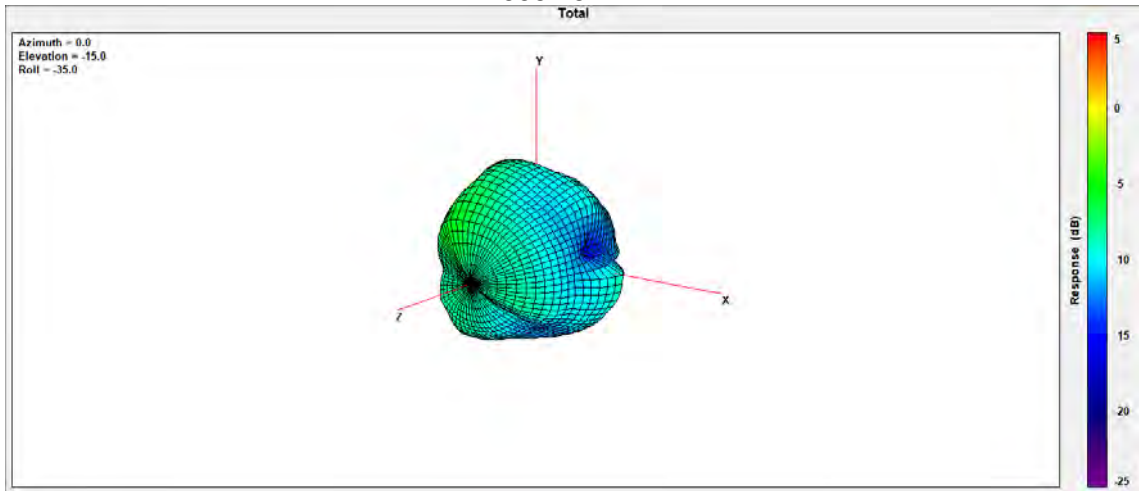 Total
Azimuth = 0.0
Elevation = -15.0
Roll = -35.0
Y
X
Z
5
0
-5
10
15
-20
-25
Response (dB)